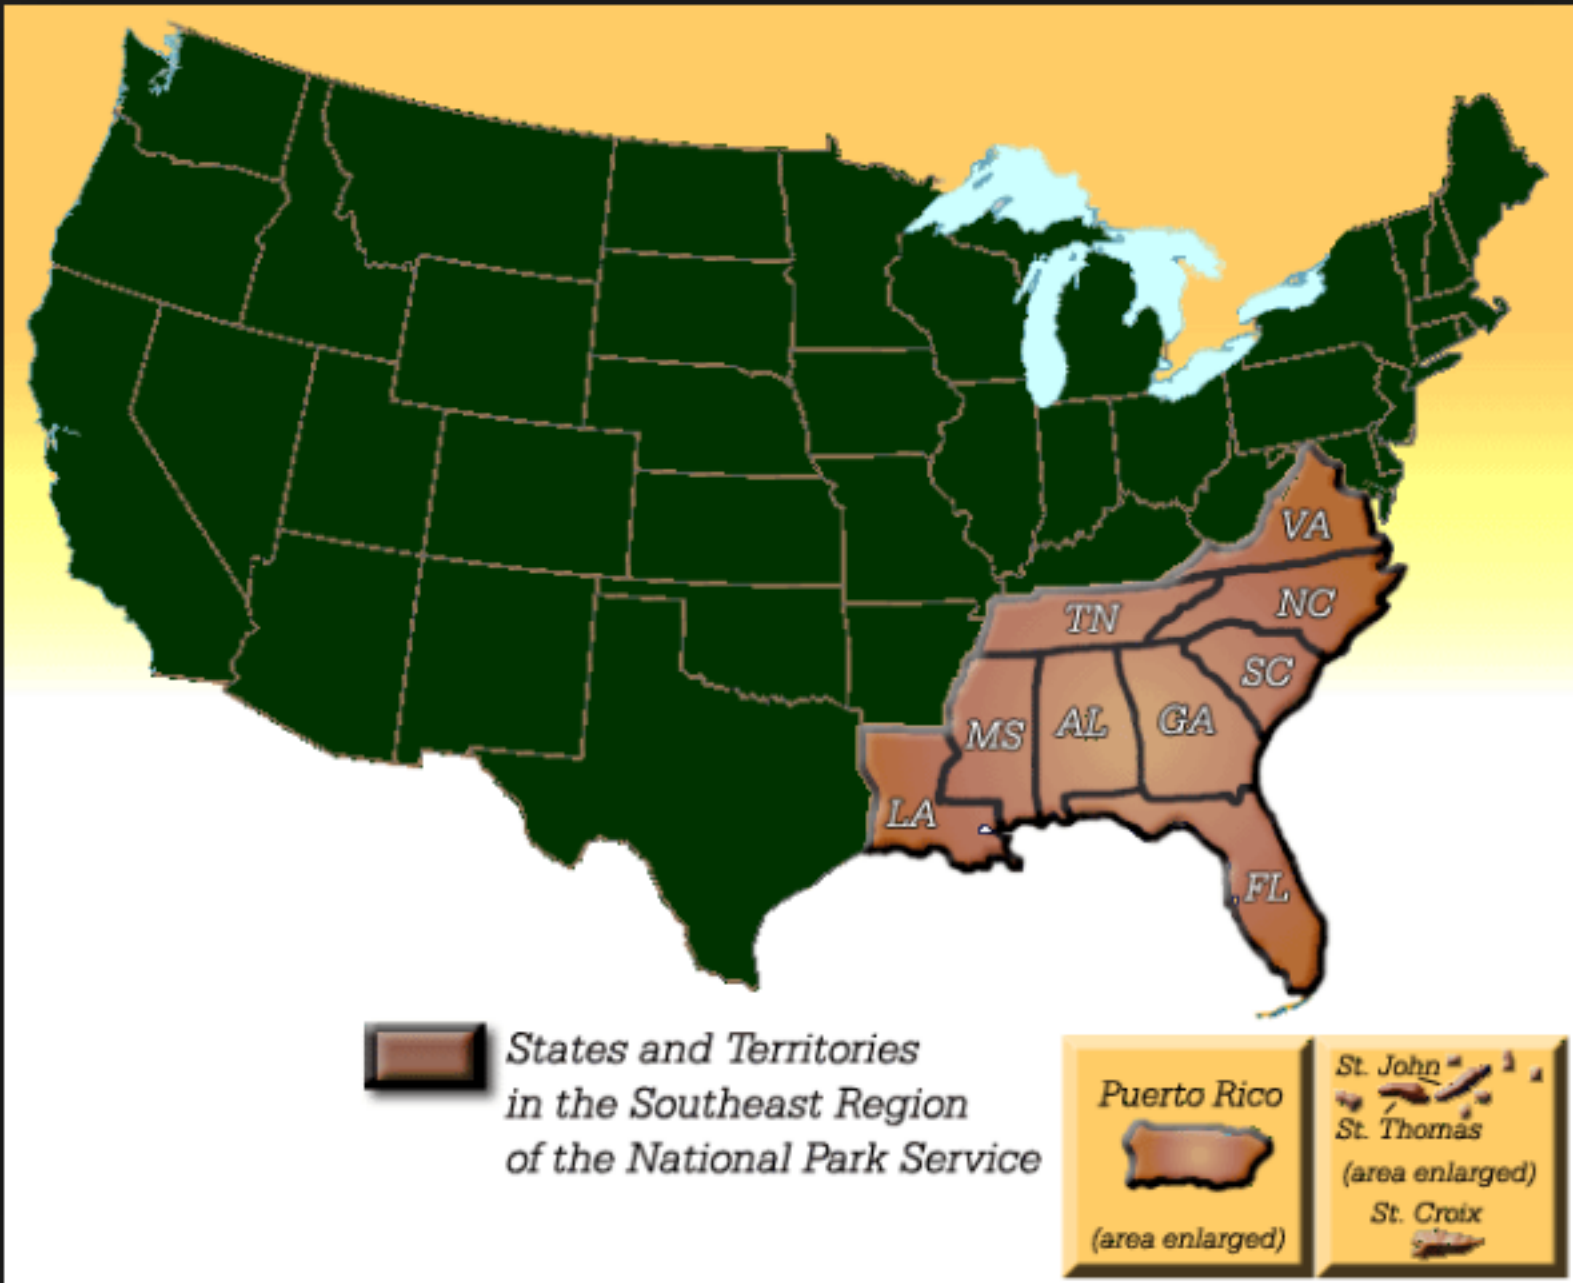 VA
NC
TN
SC
MS
AL
GA
LA
FL
States and Territories
in the Southeast Region
of the National Park Service
Puerto Rico
(area enlarged)
St. John
St. Thomas
(area enlarged)
St. Croix